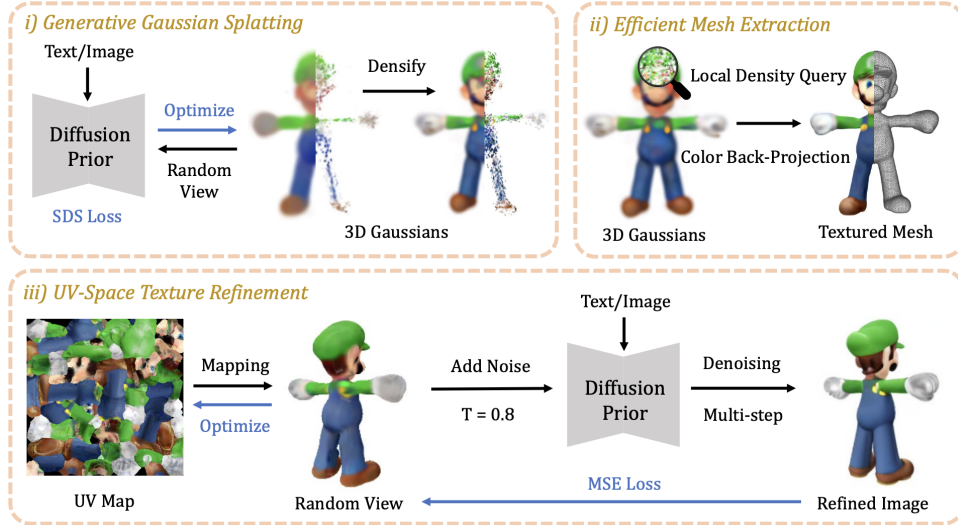 i) Generative Gaussian Splatting
Text/Image
Diffusion
Prior
SDS Loss
Optimize
Random
View
Densify
3D Gaussians
ii) Efficient Mesh Extraction
Local Density Query
Color Back-Projection
3D Gaussians
Textured Mesh
iii) UV-Space Texture Refinement
UV Map
Mapping
Optimize
Random View
Add Noise
T = 0.8
Text/Image
Diffusion
Prior
Denoising
Multi-step
MSE Loss
Refined Image